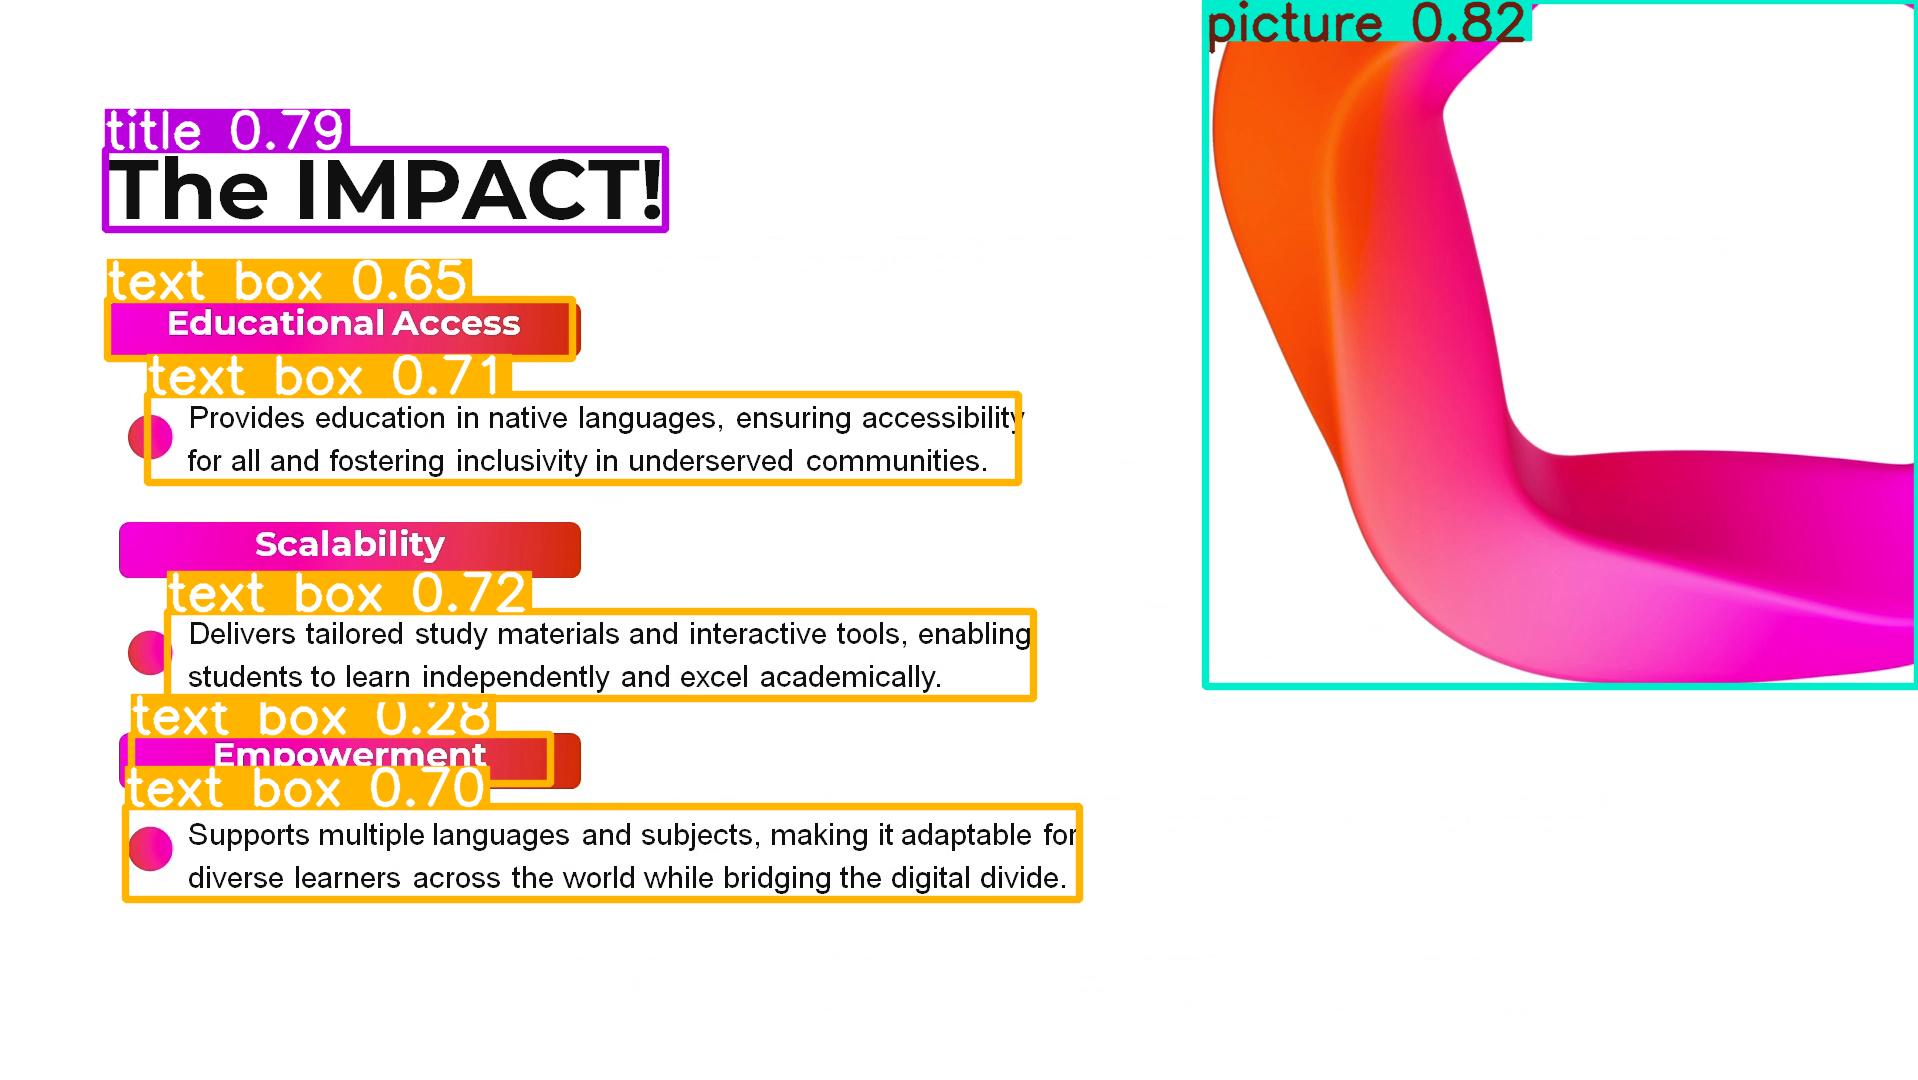 picture 0.82
title 0.79
The IMPACT!
text box 0.65
Educational Access
text box 0.71
Provides education in native languages, ensuring accessibility
for all and fostering inclusivity in underserved communities.
Scalability
text box 0.72
Delivers tailored study materials and interactive tools, enabling
students to learn independently and excel academically.
text box 0.28
Empowerment
text box 0.70
Supports multiple languages and subjects, making it adaptable for
diverse learners across the world while bridging the digital divide.